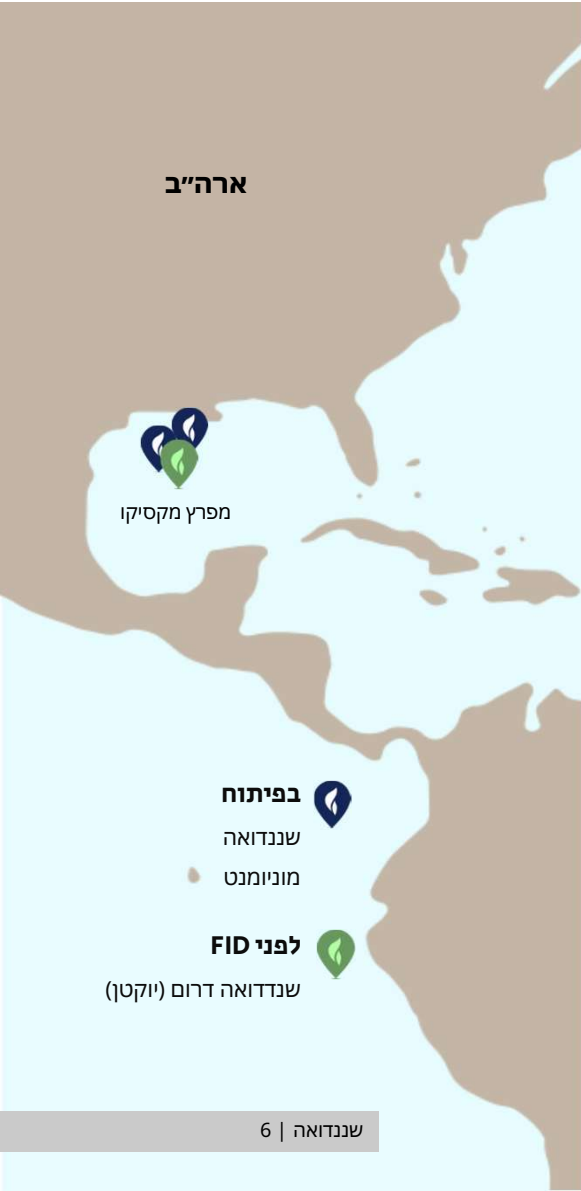 ארה״ב
מפרץ מקסיקו
בפיתוח
שננדואה
מוניומנט
לפני FID
שנדדואה דרום (יוקטן)
שננדואה | 6